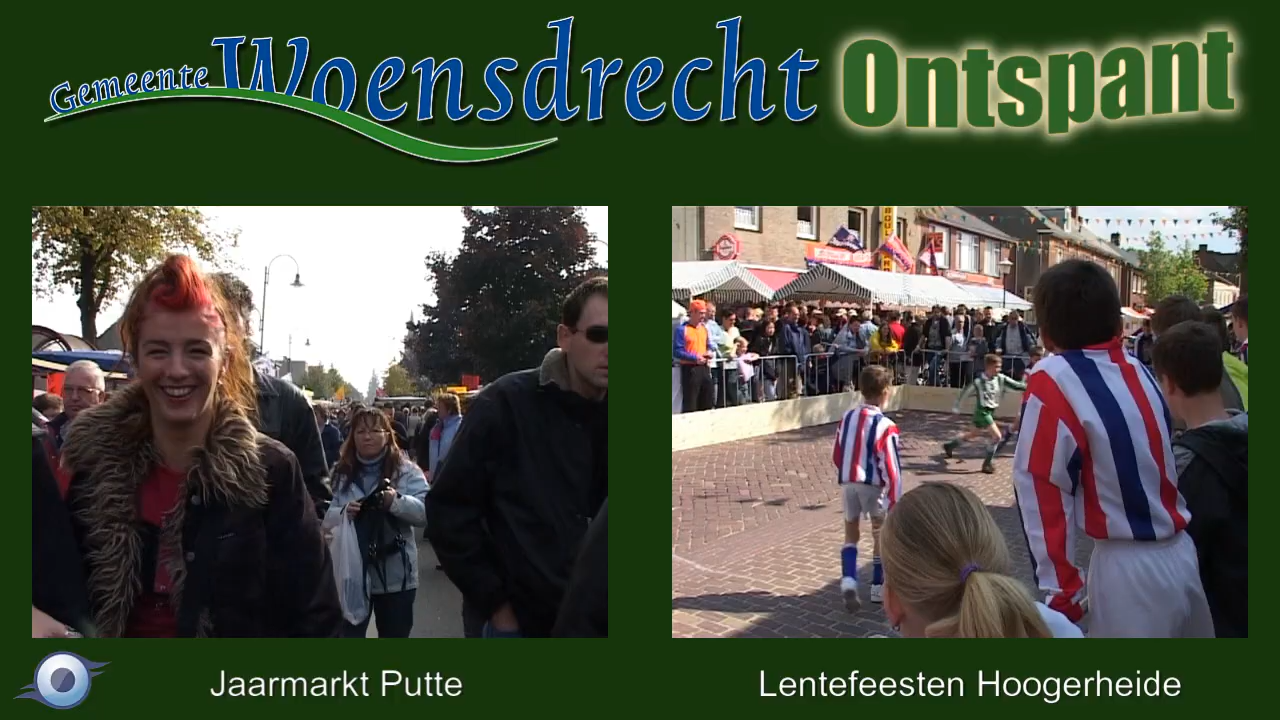 Gemeente Woensdrecht Ontspant
Jaarmarkt Putte
Lentefeesten Hoogerheide